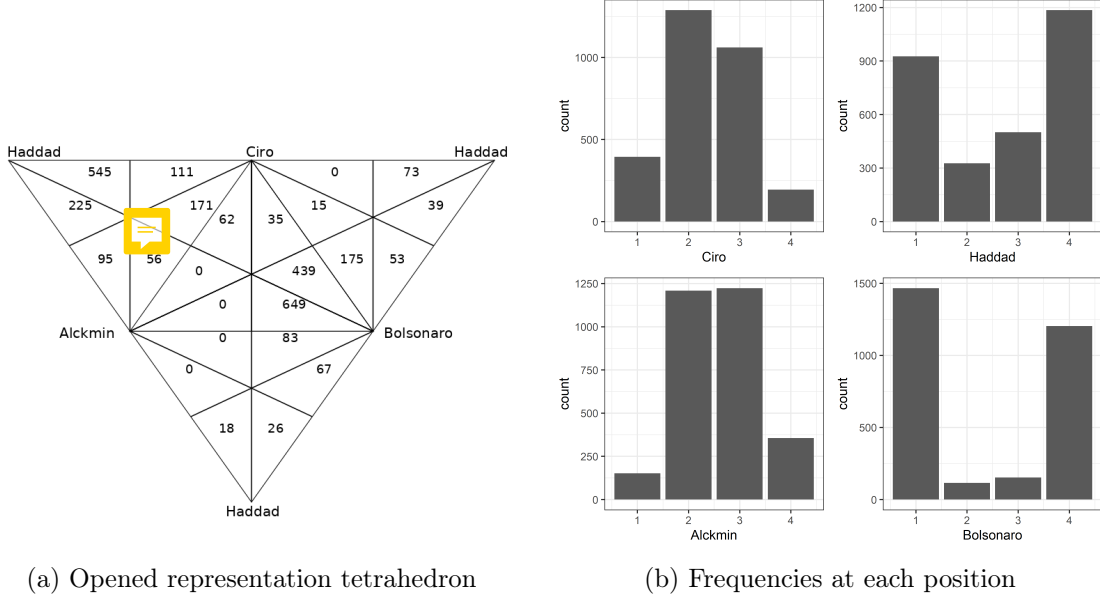 Haddad Ciro Haddad
545 111 0 73
225 171 62 35 15 39
95 56 0 439 175 53
0 649
Alckmin Bolsonaro
0 83
0 67
18 26
Haddad
(a) Opened representation tetrahedron
count
1000
500
0
1 2 3 4
Ciro
count
1200
900
600
300
0
1 2 3 4
Haddad
count
1250
1000
750
500
250
0
1 2 3 4
Alckmin
count
1500
1000
500
0
1 2 3 4
Bolsonaro
(b) Frequencies at each position